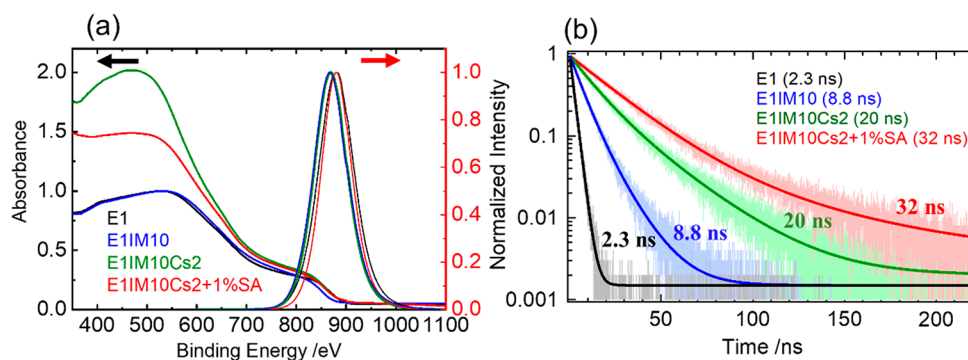 (a)
2.0
1.5
1.0
0.5
0.0
Absorbance
E1
E1IM10
E1IM10Cs2
E1IM10Cs2+1%SA
1.0
0.8
0.6
0.4
0.2
0.0
Normalized Intensity
400 500 600 700 800 900 1000 1100
Binding Energy /eV
(b)
1
0.1
0.01
0.001
E1 (2.3 ns)
E1IM10 (8.8 ns)
E1IM10Cs2 (20 ns)
E1IM10Cs2+1%SA (32 ns)
2.3 ns
8.8 ns
20 ns
32 ns
50 100 150 200
Time /ns